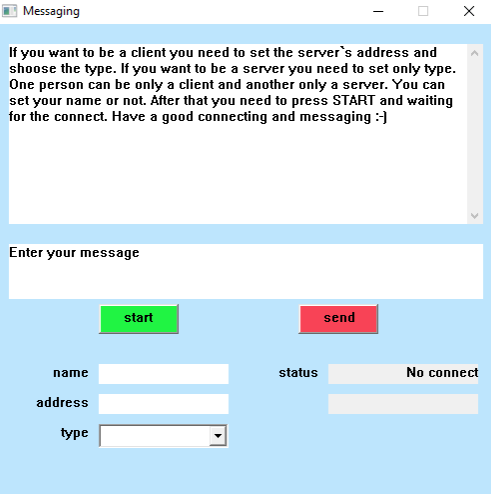 Messaging
If you want to be a client you need to set the server`s address and
shoose the type. If you want to be a server you need to set only type.
One person can be only a client and another only a server. You can
set your name or not. After that you need to press START and waiting
for the connect. Have a good connecting and messaging :-)
Enter your message
start
send
name
status
No connect
address
type